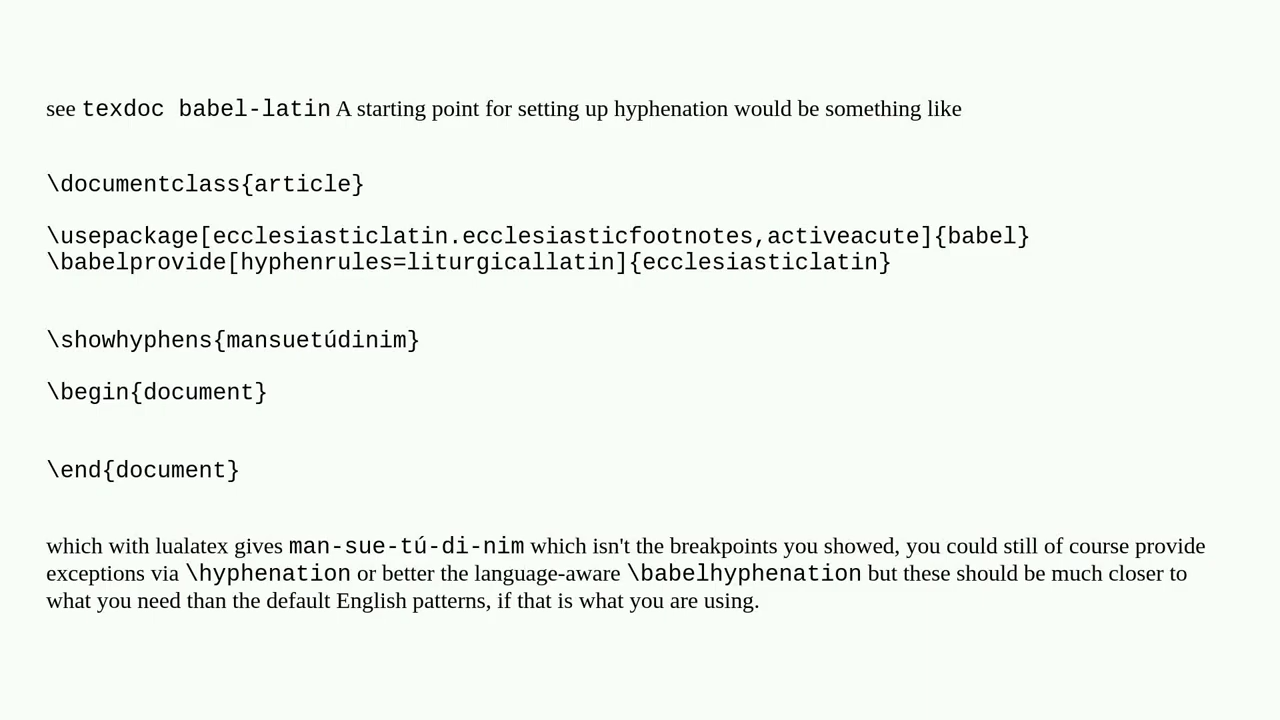 see texdoc babel-latin A starting point for setting up hyphenation would be something like
\documentclass{article}
\usepackage[ecclesiasticlatin.ecclesiasticfootnotes,activeacute]{babel}
\babelprovide[hyphenrules=liturgicallatin]{ecclesiasticlatin}
\showhyphens{mansuetúdinim}
\begin{document}
\end{document}
which with lualatex gives man-sue-tú-di-nim which isn't the breakpoints you showed, you could still of course provide
exceptions via \hyphenation or better the language-aware \babelhyphenation but these should be much closer to
what you need than the default English patterns, if that is what you are using.